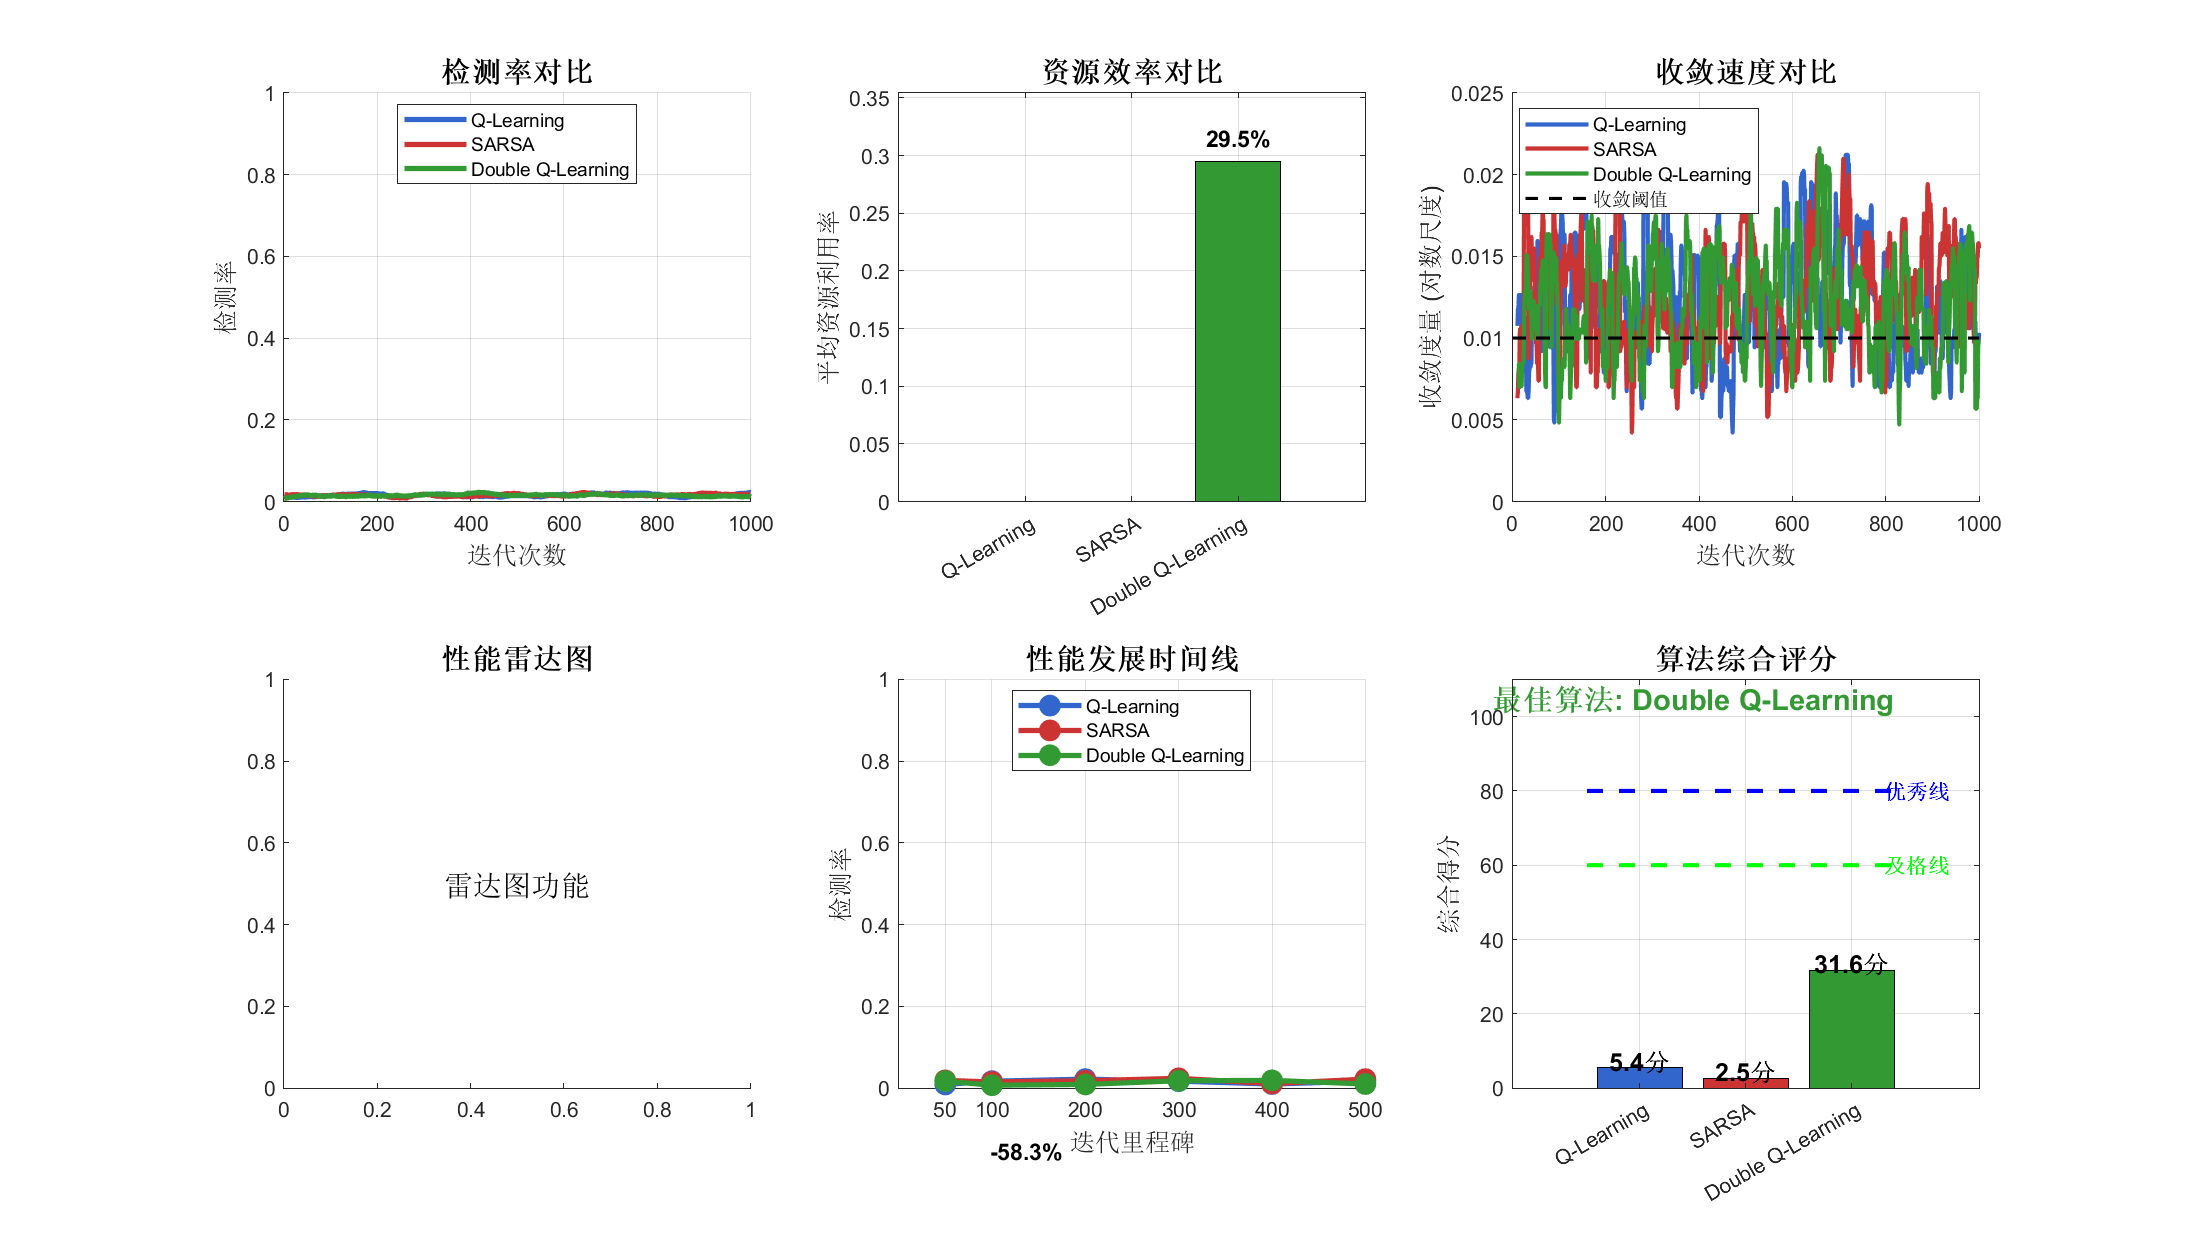 检测率对比
1
0.8
0.6
0.4
0.2
0
0
200
400
600
800
1000
检测率
迭代次数
Q-Learning
SARSA
Double Q-Learning
资源效率对比
0.35
0.3
0.25
0.2
0.15
0.1
0.05
0
平均资源利用率
29.5%
Q-Learning
SARSA
Double Q-Learning
收敛速度对比
0.025
0.02
0.015
0.01
0.005
0
0
200
400
600
800
1000
收敛度量 (对数尺度)
迭代次数
Q-Learning
SARSA
Double Q-Learning
收敛阈值
性能雷达图
1
0.8
0.6
0.4
0.2
0
0
0.2
0.4
0.6
0.8
1
雷达图功能
性能发展时间线
1
0.8
0.6
0.4
0.2
0
50
100
200
300
400
500
检测率
迭代里程碑
-58.3%
Q-Learning
SARSA
Double Q-Learning
算法综合评分
最佳算法: Double Q-Learning
100
80
60
40
20
0
综合得分
优秀线
及格线
5.4分
2.5分
31.6分
Q-Learning
SARSA
Double Q-Learning